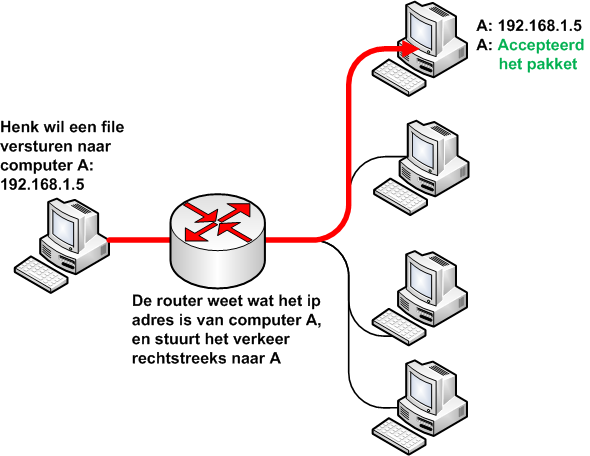 Henk wil een file
versturen naar
computer A:
192.168.1.5
A: 192.168.1.5
A: Accepteerd
het pakket
De router weet wat het ip
adres is van computer A,
en stuurt het verkeer
rechtstreeks naar A